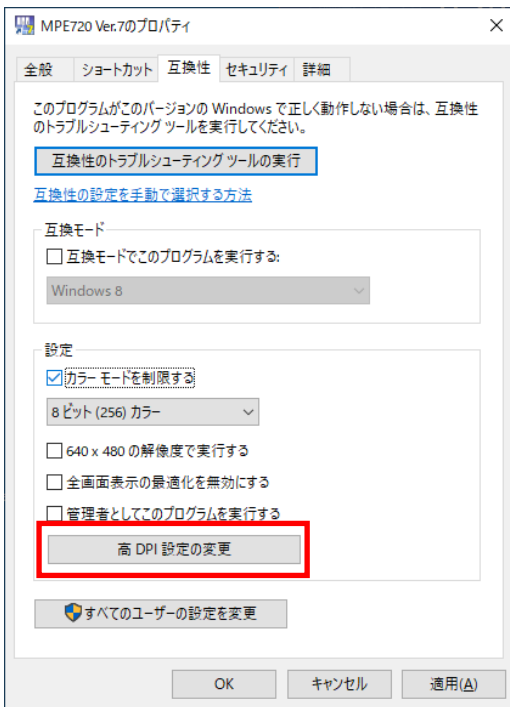 MPE720 Ver.7のプロパティ
全般 ショートカット 互換性 セキュリティ 詳細
このプログラムがこのバージョンの Windows で正しく動作しない場合は、互換性
のトラブルシューティング ツールを実行してください。
互換性のトラブルシューティング ツールの実行
互換性の設定を手動で選択する方法
互換モード
互換モードでこのプログラムを実行する:
Windows 8
設定
カラー モードを制限する
8 ビット (256) カラー
640 x 480 の解像度で実行する
全画面表示の最適化を無効にする
管理者としてこのプログラムを実行する
高 DPI 設定の変更
すべてのユーザーの設定を変更
OK キャンセル 適用(A)